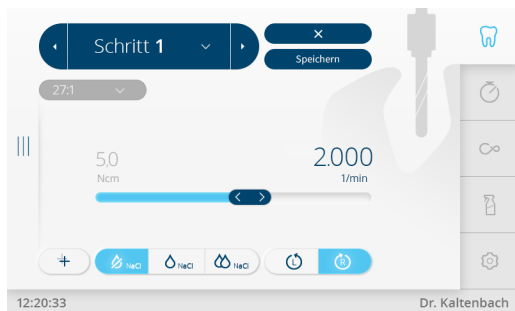 Schritt 1
Speichern
27:1
5,0
Ncm
2.000
1/min
NaCl
NaCl
NaCl
L
R
12:20:33
Dr. Kaltenbach